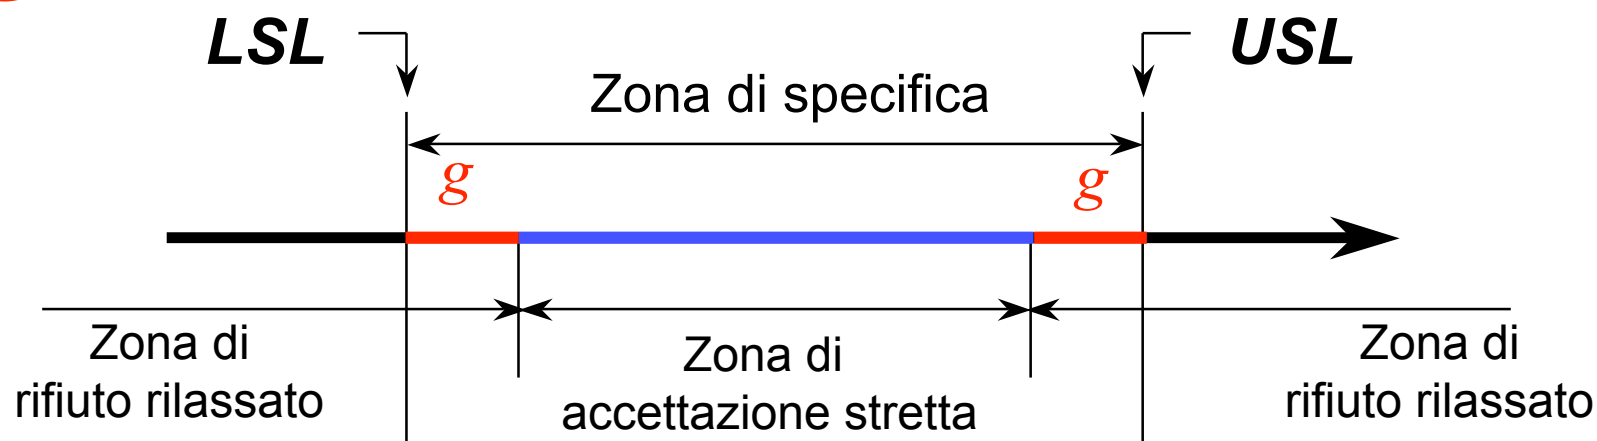 LSL
USL
Zona di specifica
g
g
Zona di
rifiuto rilassato
Zona di
accettazione stretta
Zona di
rifiuto rilassato